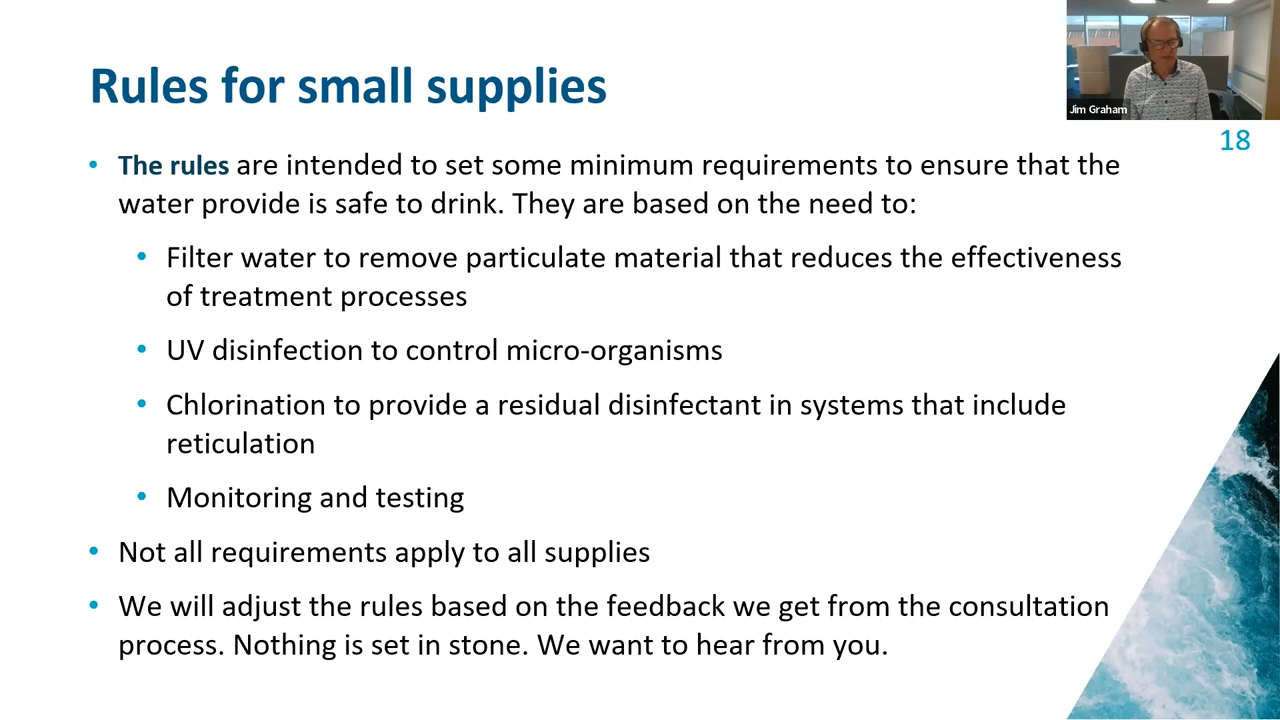 Rules for small supplies
Jim Graham
18
• The rules are intended to set some minimum requirements to ensure that the
water provide is safe to drink. They are based on the need to:
• Filter water to remove particulate material that reduces the effectiveness
of treatment processes
• UV disinfection to control micro-organisms
• Chlorination to provide a residual disinfectant in systems that include
reticulation
• Monitoring and testing
• Not all requirements apply to all supplies
• We will adjust the rules based on the feedback we get from the consultation
process. Nothing is set in stone. We want to hear from you.